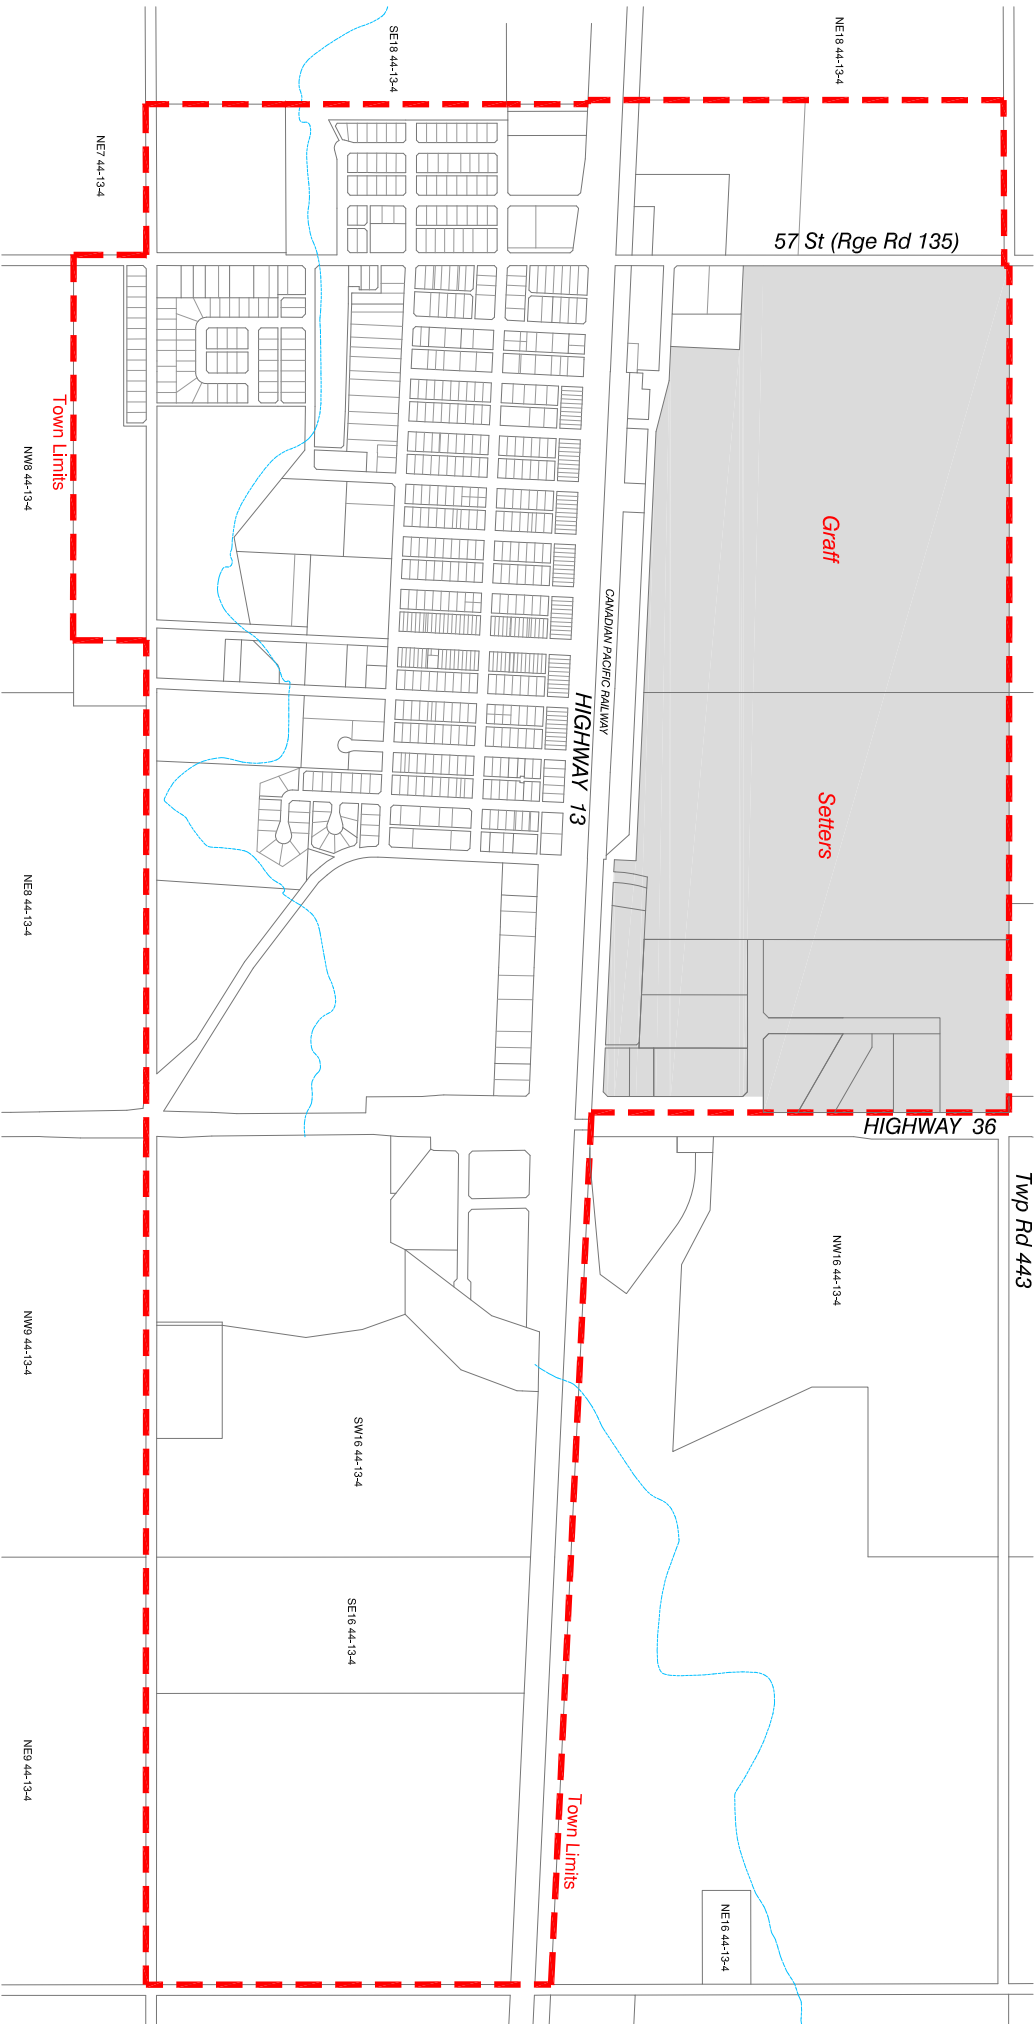 SE18 44-13-4
NE18 44-13-4
NE7 44-13-4
57 St (Rge Rd 135)
Town Limits
NW8 44-13-4
Graff
CANADIAN PACIFIC RAILWAY
HIGHWAY 13
Setters
NE8 44-13-4
HIGHWAY 36
Twp Rd 443
NW16 44-13-4
NW9 44-13-4
SW16 44-13-4
SE16 44-13-4
NE9 44-13-4
Town Limits
NE16 44-13-4